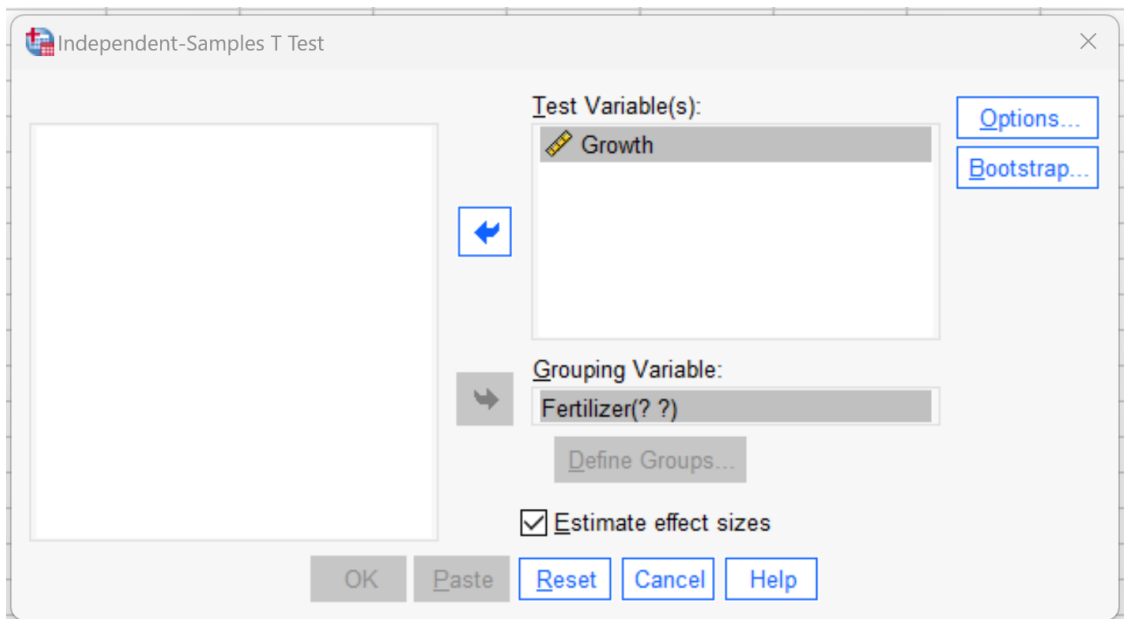 Independent-Samples T Test
Test Variable(s):
Growth
Options...
Bootstrap...
Grouping Variable:
Fertilizer(? ?)
Define Groups...
Estimate effect sizes
OK Paste Reset Cancel Help